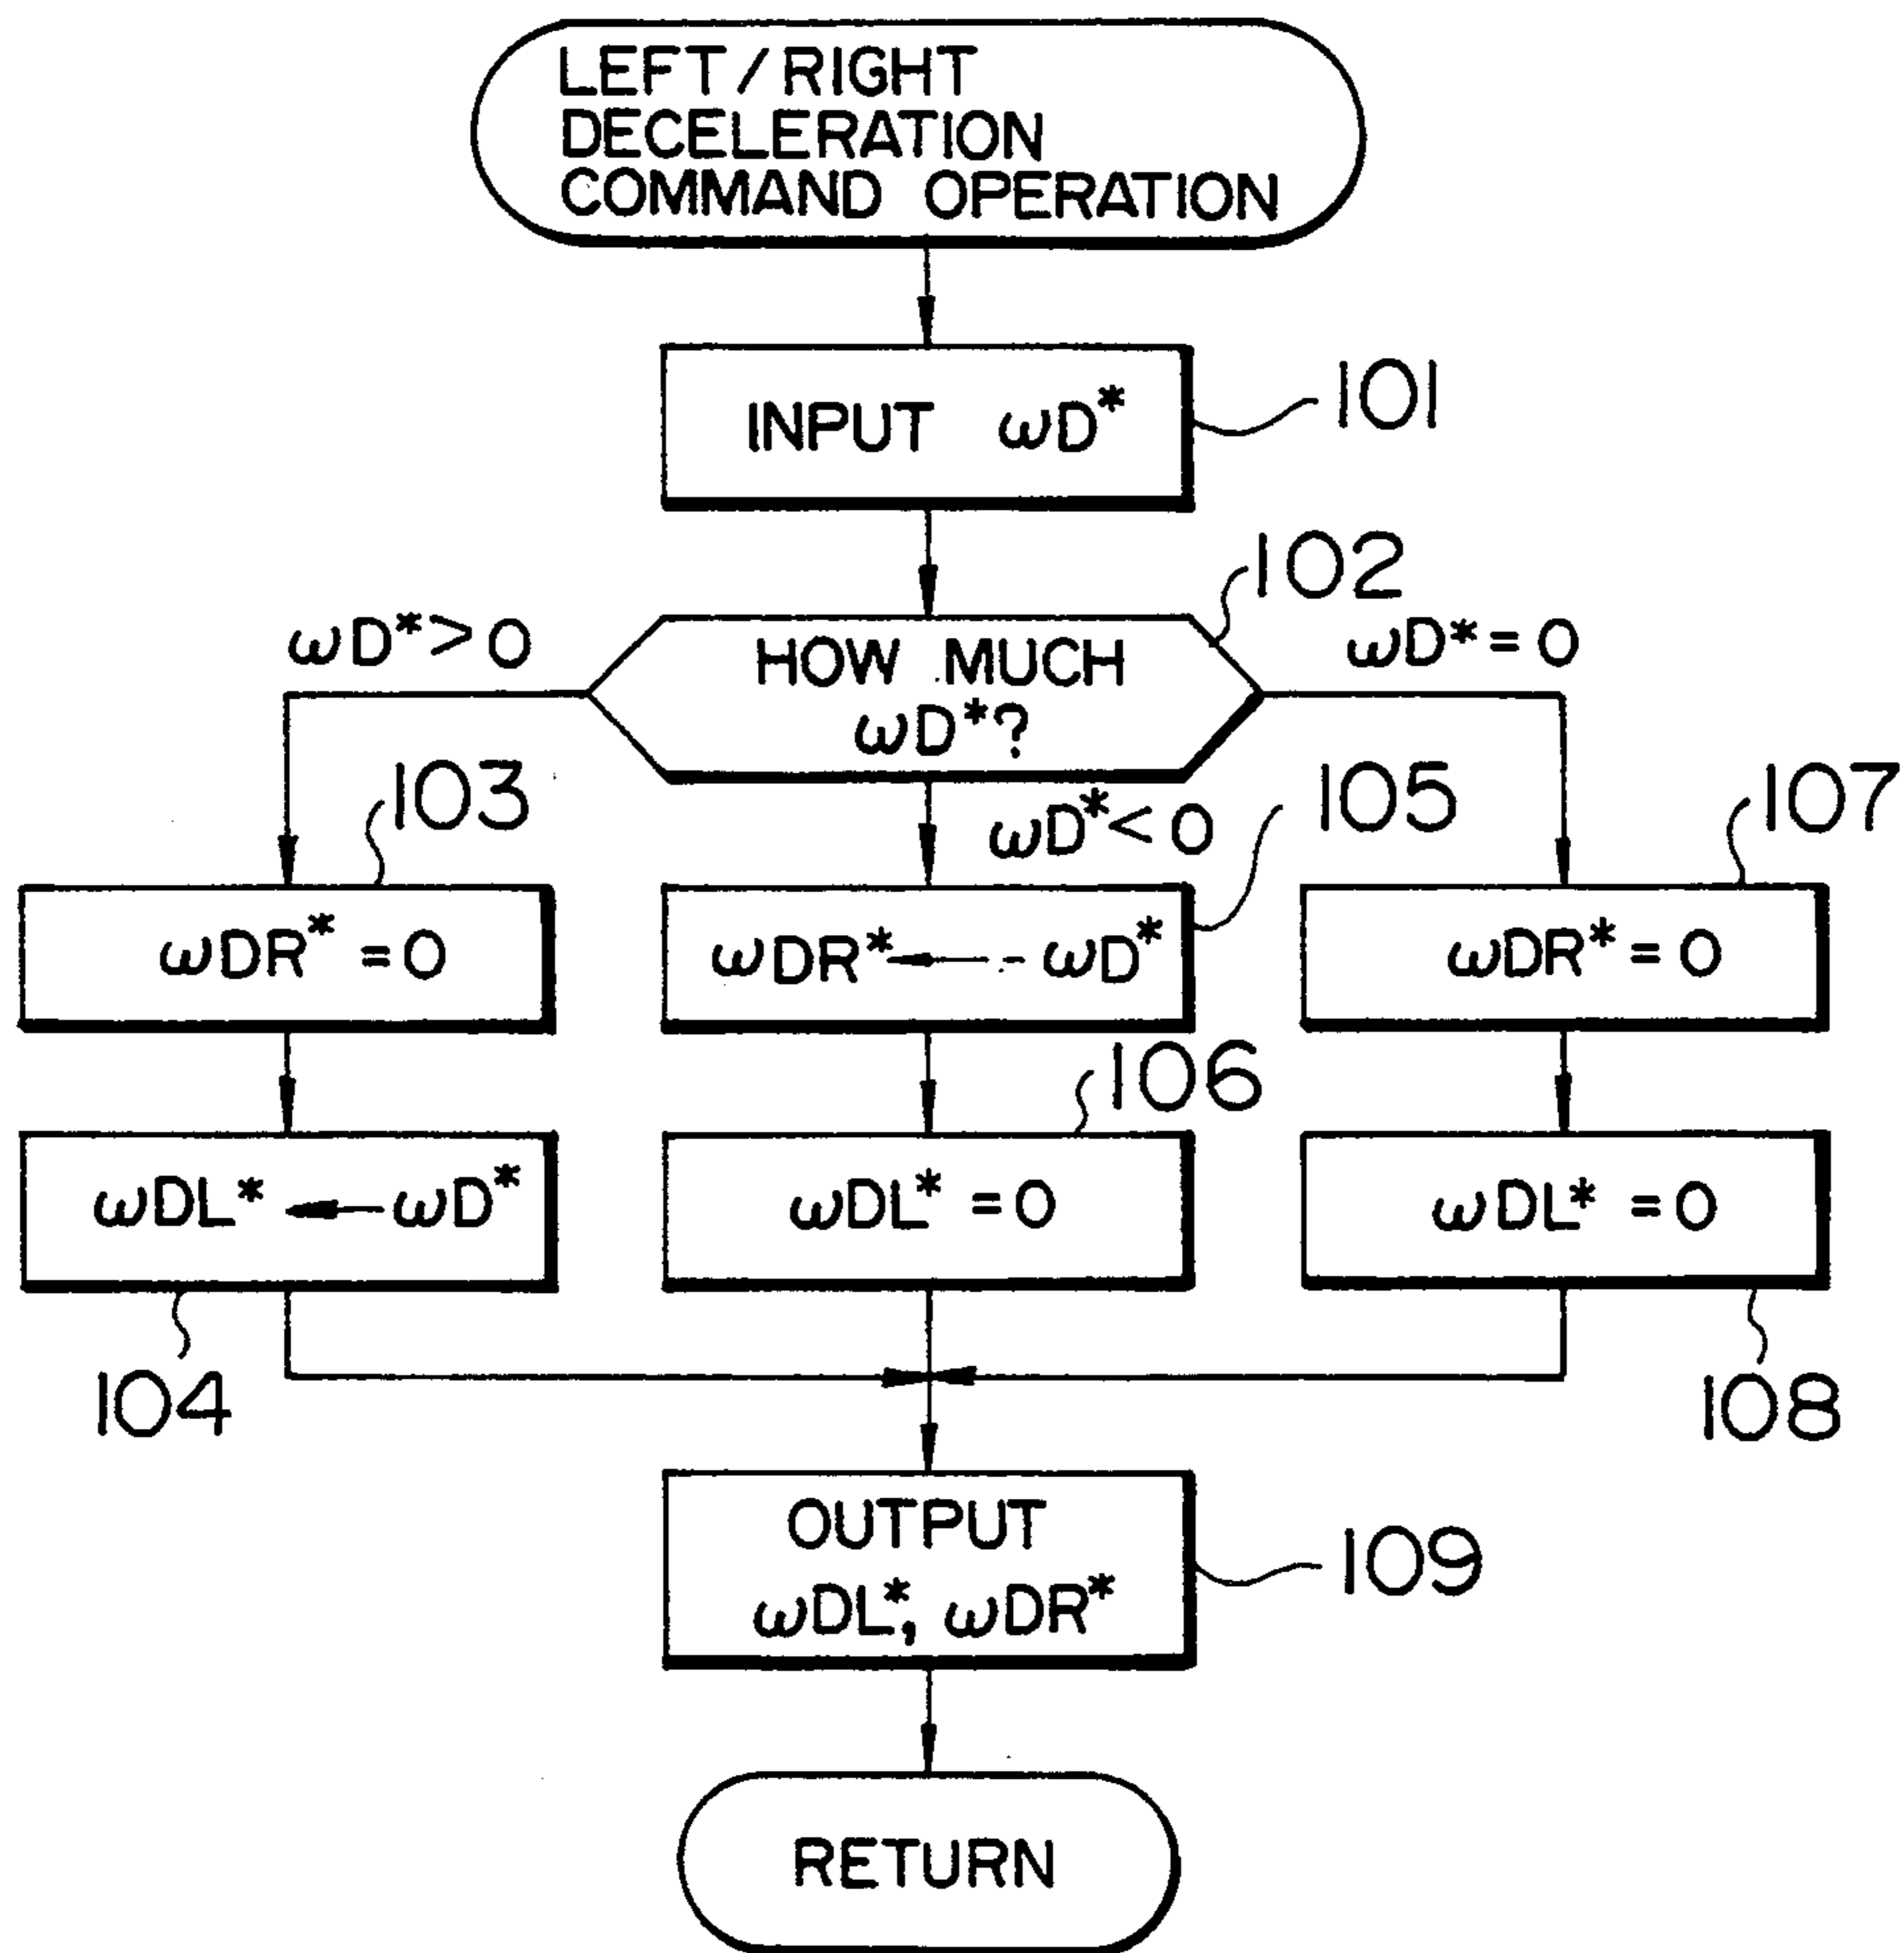 LEFT/RIGHT
DECELERATION
COMMAND OPERATION
INPUT ωD*
101
102
ωD*>0
HOW MUCH
ωD*?
ωD*=0
103
ωD*<0
105
107
ωDR*=0
ωDR*←-ωD*
ωDR*=0
106
ωDL*←ωD*
ωDL*=0
ωDL*=0
104
108
OUTPUT
ωDL*, ωDR*
109
RETURN